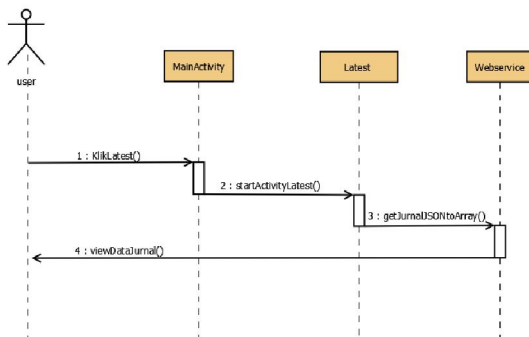 MainActivity
Latest
Webservice
user
1 : KlikLatest()
2 : startActivityLatest()
3 : getJurnalJSONtoArray()
4 : viewDataJurnal()